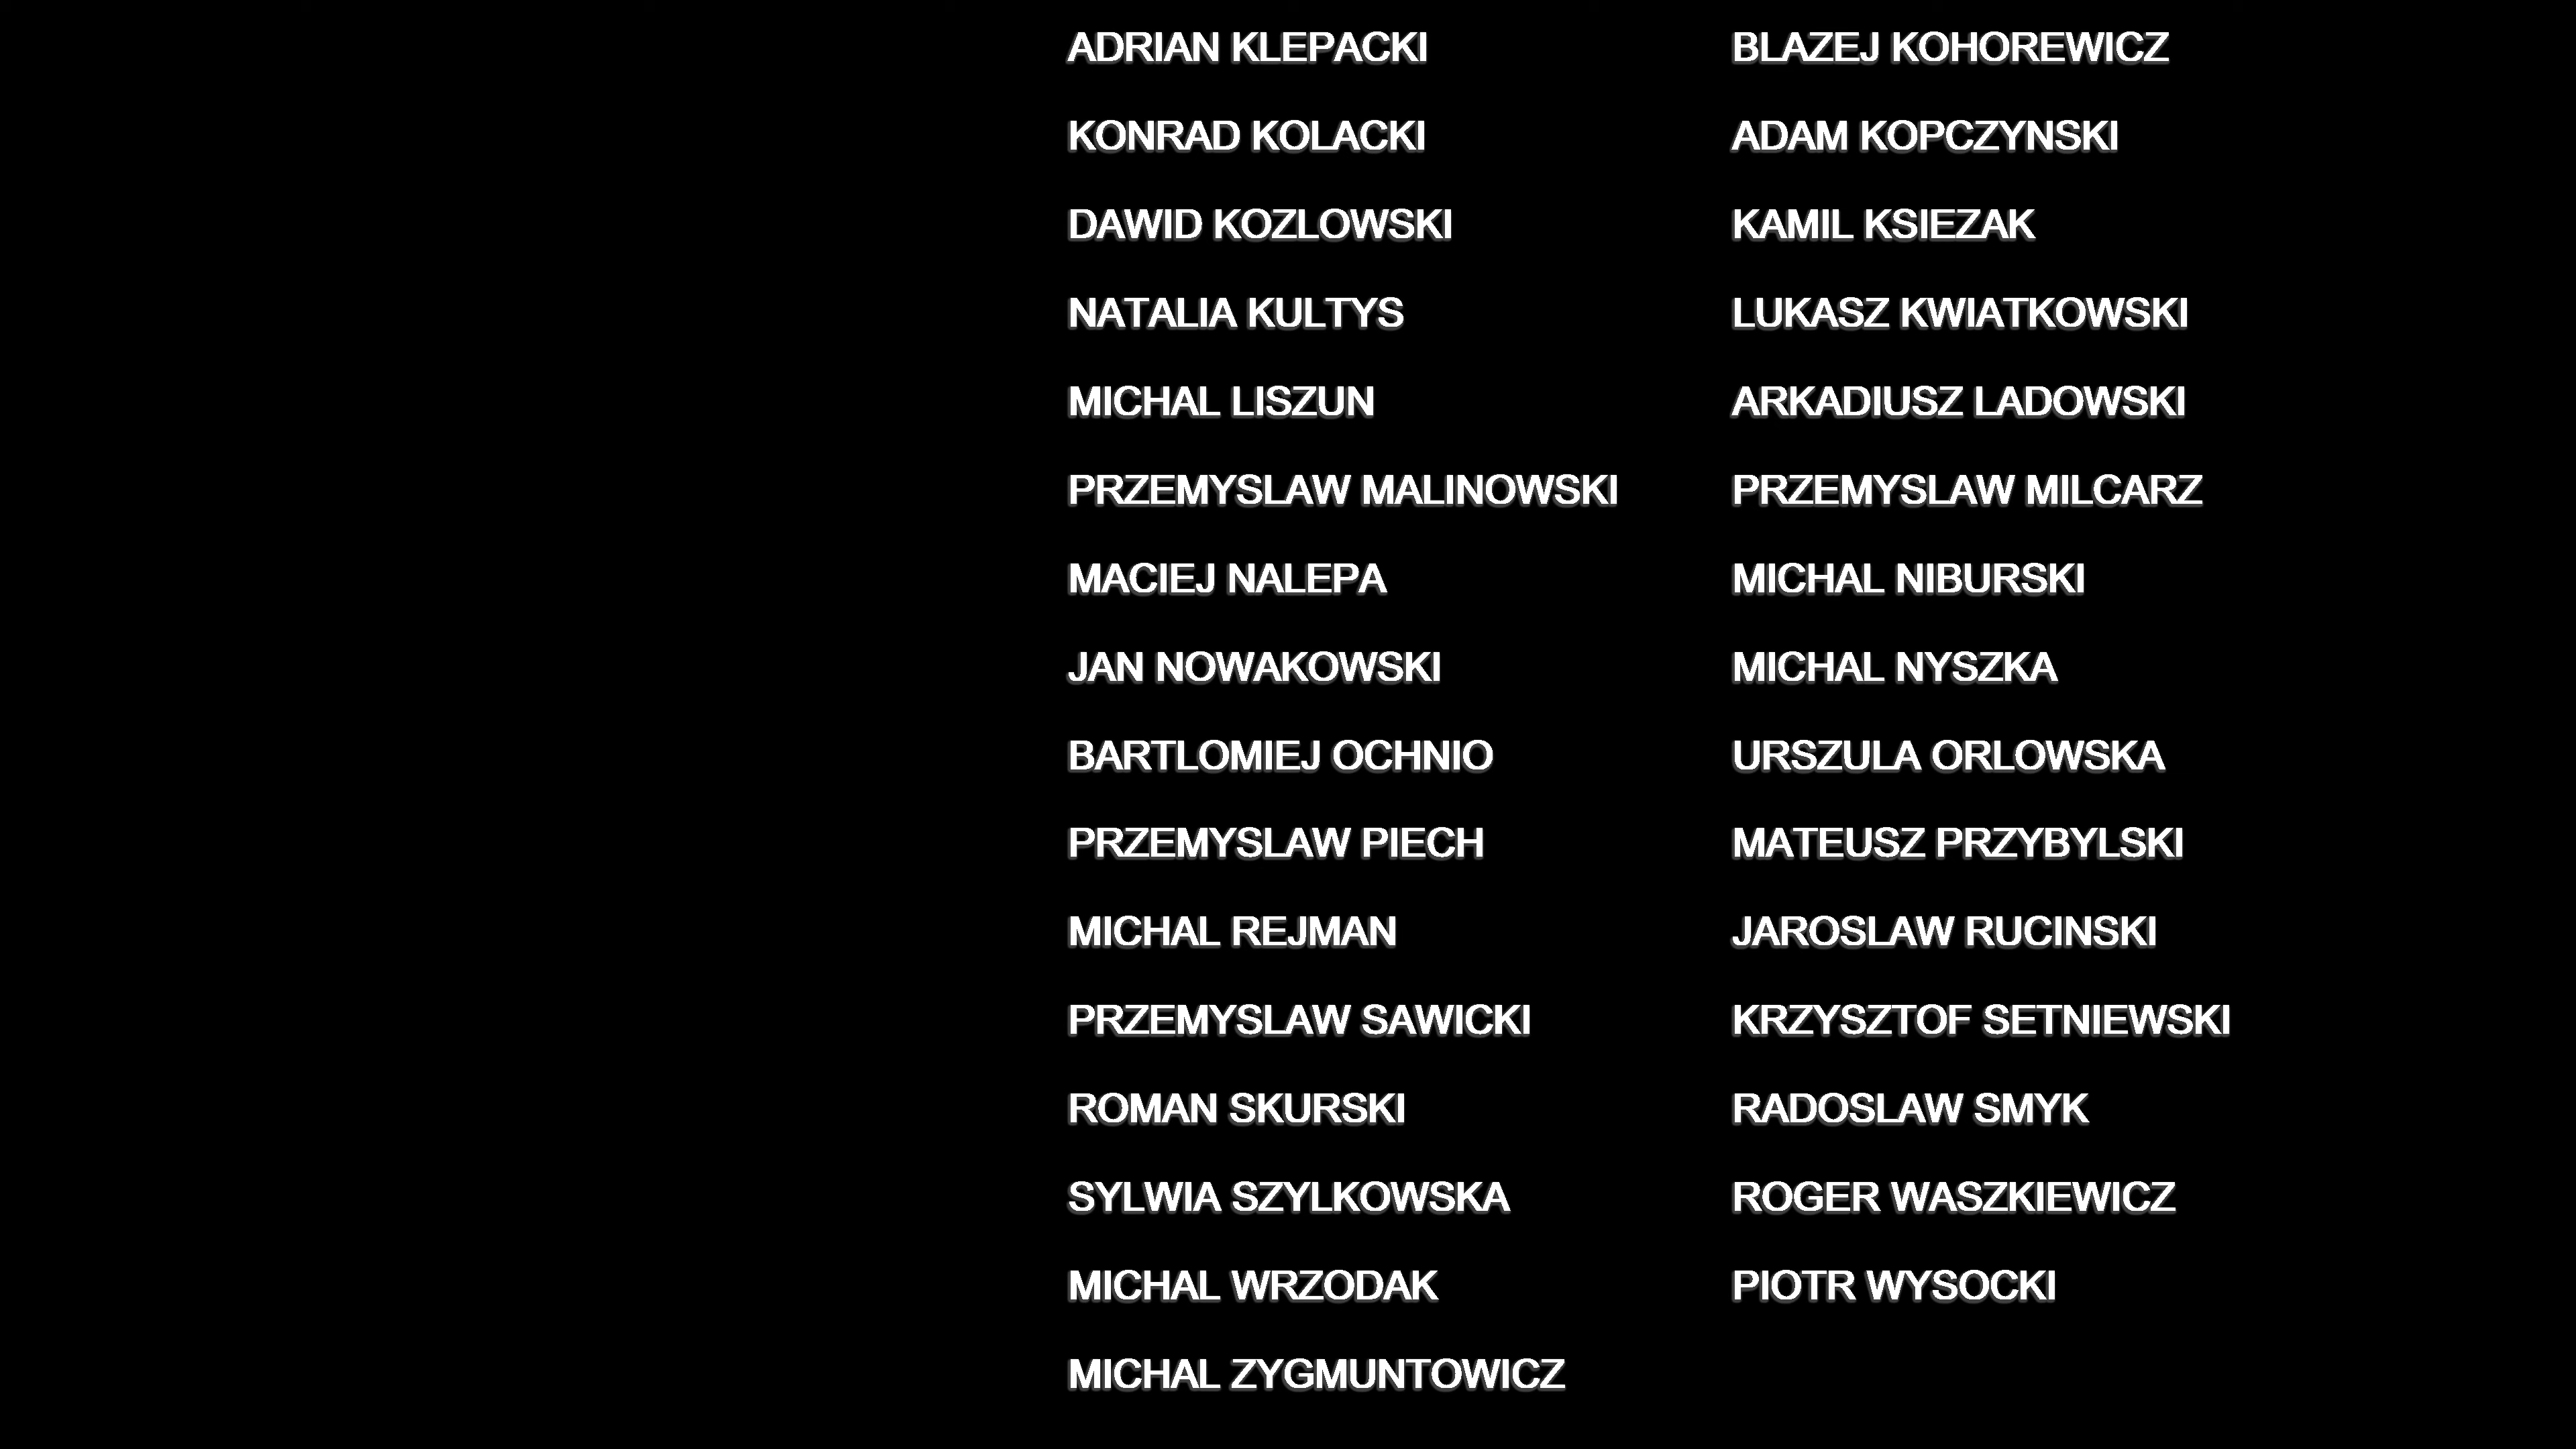 ADRIAN KLEPACKI BLAZEJ KOHOREWICZ
KONRAD KOLACKI ADAM KOPCZYNSKI
DAWID KOZLOWSKI KAMIL KSIEZAK
NATALIA KULTYS LUKASZ KWIATKOWSKI
MICHAL LISZUN ARKADIUSZ LADOWSKI
PRZEMYSLAW MALINOWSKI PRZEMYSLAW MILCARZ
MACIEJ NALEPA MICHAL NIBURSKI
JAN NOWAKOWSKI MICHAL NYSZKA
BARTLOMIEJ OCHNIO URSZULA ORLOWSKA
PRZEMYSLAW PIECH MATEUSZ PRZYBYLSKI
MICHAL REJMAN JAROSLAW RUCINSKI
PRZEMYSLAW SAWICKI KRZYSZTOF SETNIEWSKI
ROMAN SKURSKI RADOSLAW SMYK
SYLWIA SZYLKOWSKA ROGER WASZKIEWICZ
MICHAL WRZODAK PIOTR WYSOCKI
MICHAL ZYGMUNTOWICZ